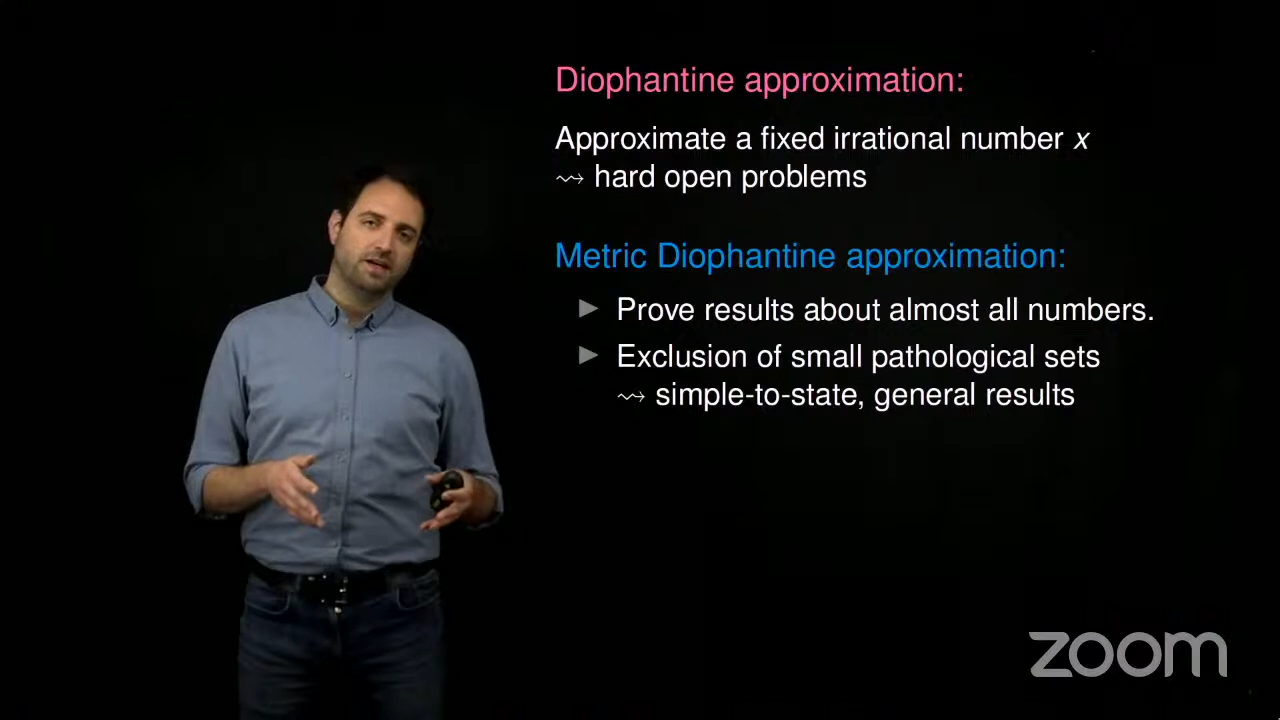 Diophantine approximation:
Approximate a fixed irrational number x
⇝ hard open problems
Metric Diophantine approximation:
▶ Prove results about almost all numbers.
▶ Exclusion of small pathological sets
⇝ simple-to-state, general results
zoom